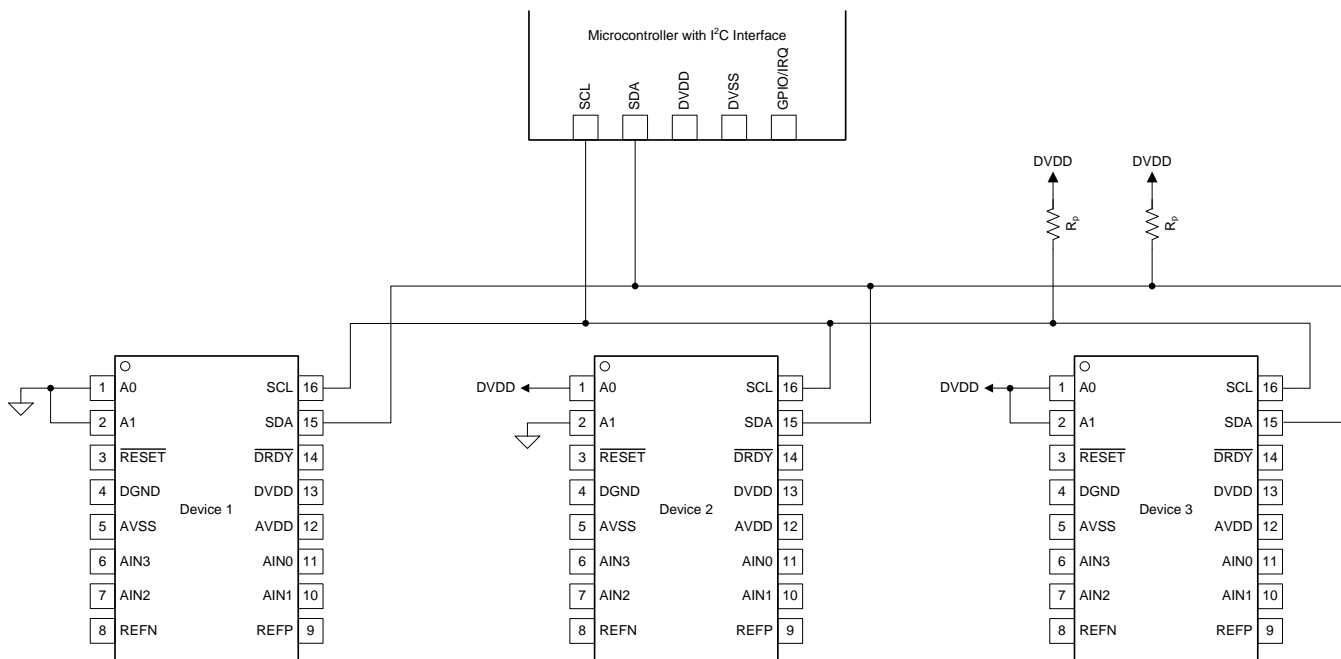 Microcontroller with I²C Interface
SCL
SDA
DVDD
DVSS
GPIO/IRQ
DVDD
DVDD
Rp
Rp
1 A0 SCL 16
2 A1 SDA 15
3 RESET DRDY 14
4 DGND DVDD 13
Device 1
5 AVSS AVDD 12
6 AIN3 AIN0 11
7 AIN2 AIN1 10
8 REFN REFP 9
DVDD 1 A0 SCL 16
2 A1 SDA 15
3 RESET DRDY 14
4 DGND DVDD 13
Device 2
5 AVSS AVDD 12
6 AIN3 AIN0 11
7 AIN2 AIN1 10
8 REFN REFP 9
DVDD 1 A0 SCL 16
2 A1 SDA 15
3 RESET DRDY 14
4 DGND DVDD 13
Device 3
5 AVSS AVDD 12
6 AIN3 AIN0 11
7 AIN2 AIN1 10
8 REFN REFP 9